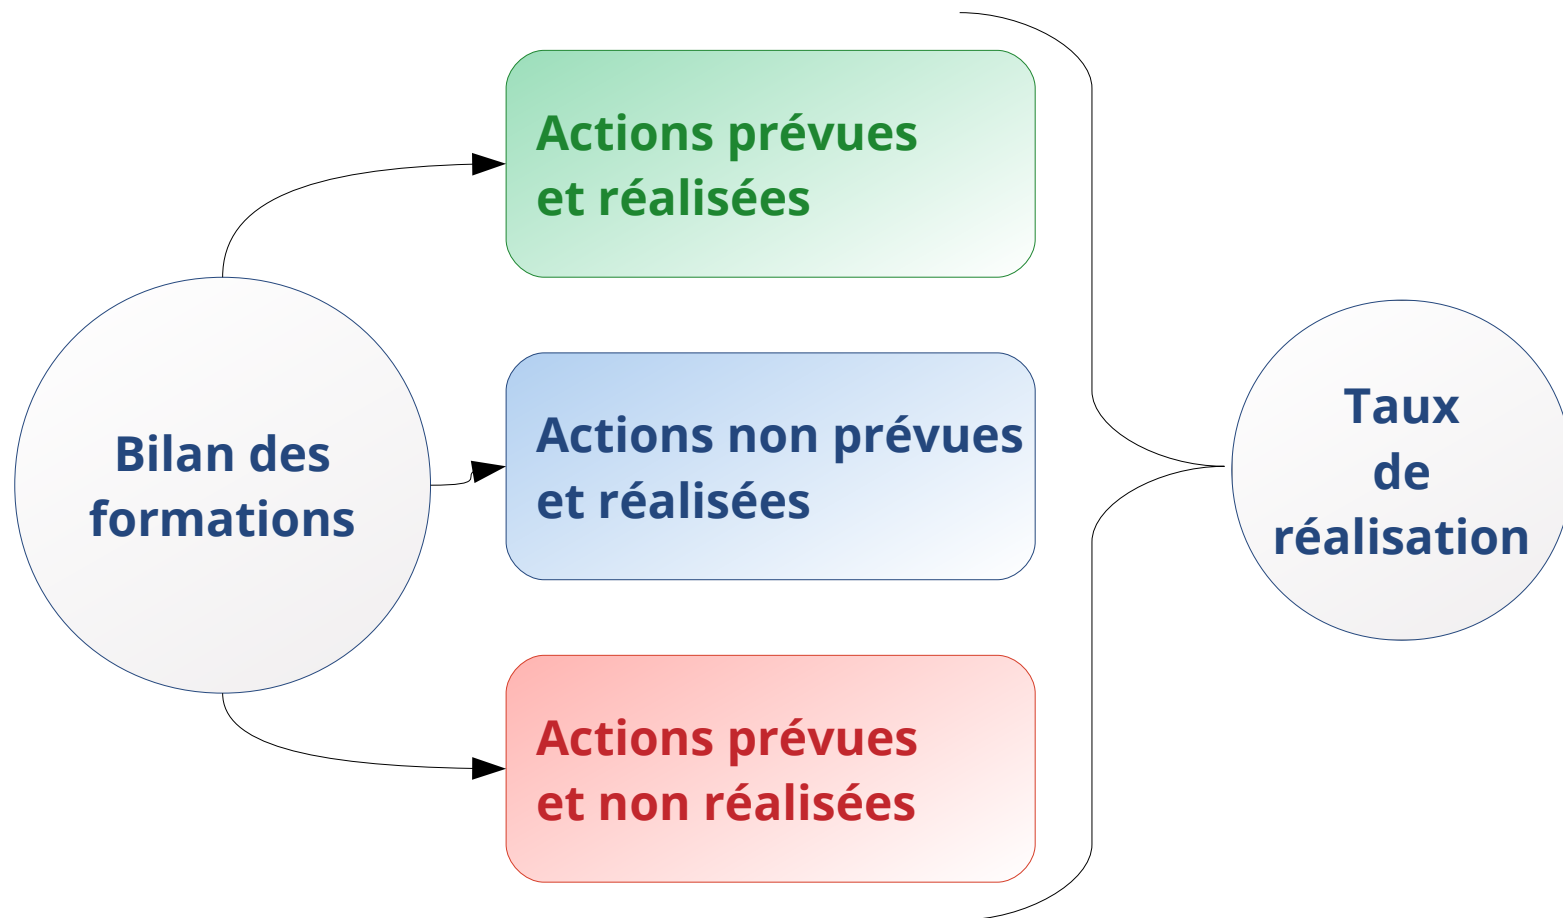 Actions prévues
et réalisées
Bilan des
formations
Actions non prévues
et réalisées
Actions prévues
et non réalisées
Taux
de
réalisation